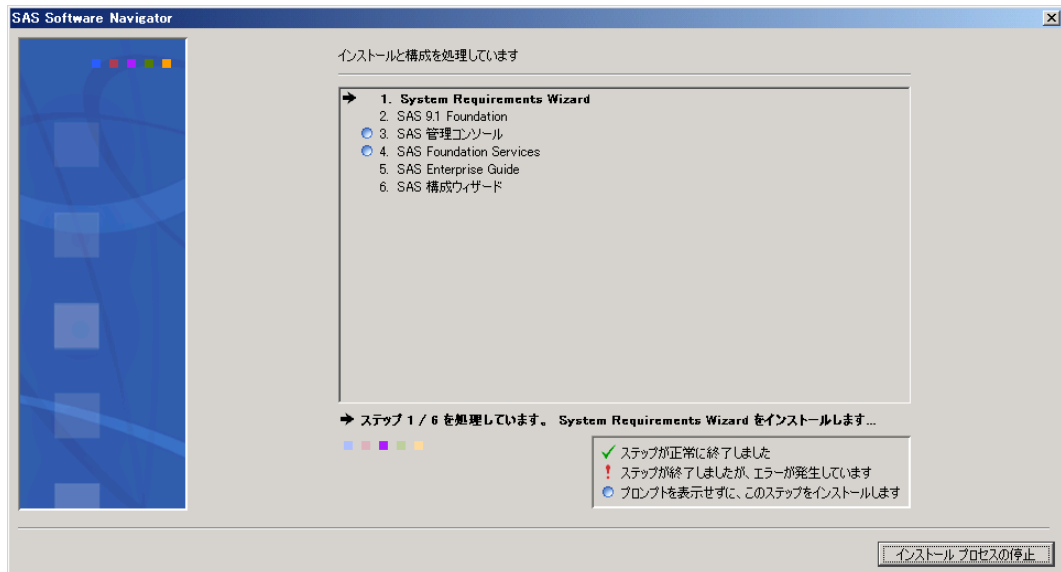 SAS Software Navigator
インストールと構成を処理しています
1. System Requirements Wizard
2. SAS 9.1 Foundation
3. SAS 管理コンソール
4. SAS Foundation Services
5. SAS Enterprise Guide
6. SAS 構成ウィザード
ステップ 1 / 6 を処理しています。 System Requirements Wizard をインストールします...
ステップが正常に終了しました
ステップが終了しましたが、エラーが発生しています
プロンプトを表示せずに、このステップをインストールします
インストール プロセスの停止